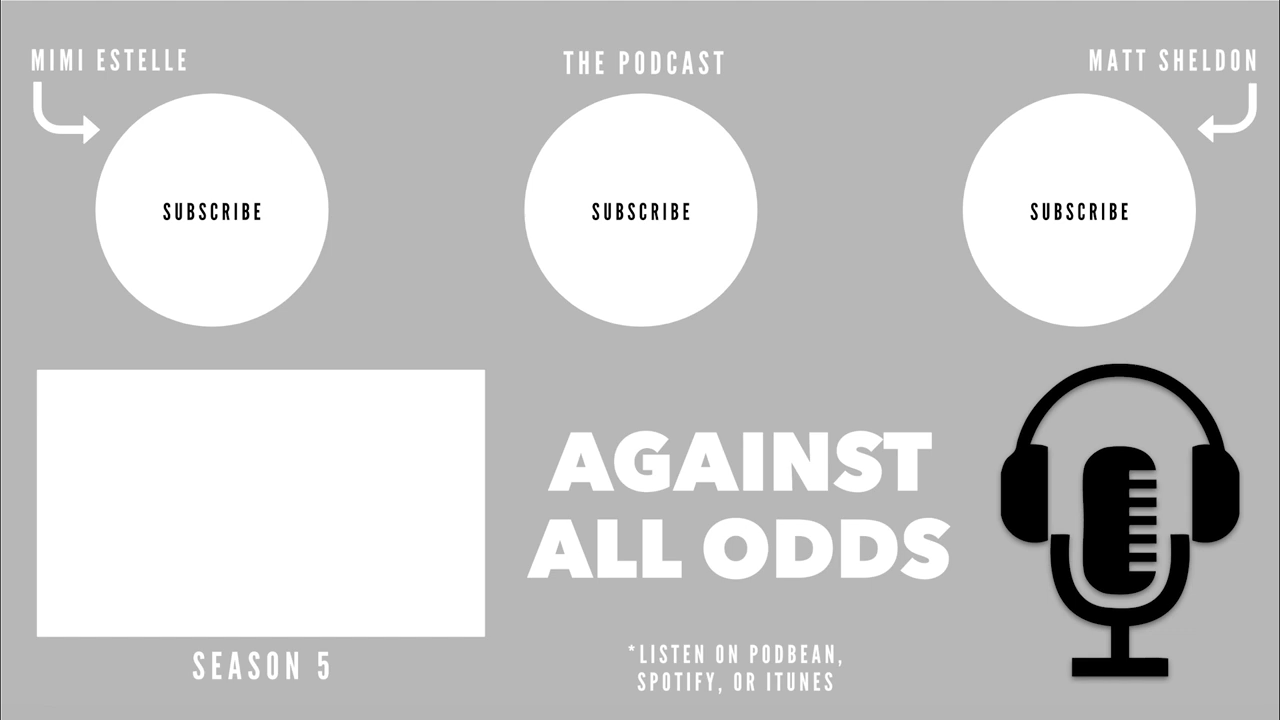 MIMI ESTELLE
THE PODCAST
MATT SHELDON
SUBSCRIBE
SUBSCRIBE
SUBSCRIBE
AGAINST
ALL ODDS
SEASON 5
*LISTEN ON PODBEAN,
SPOTIFY, OR ITUNES